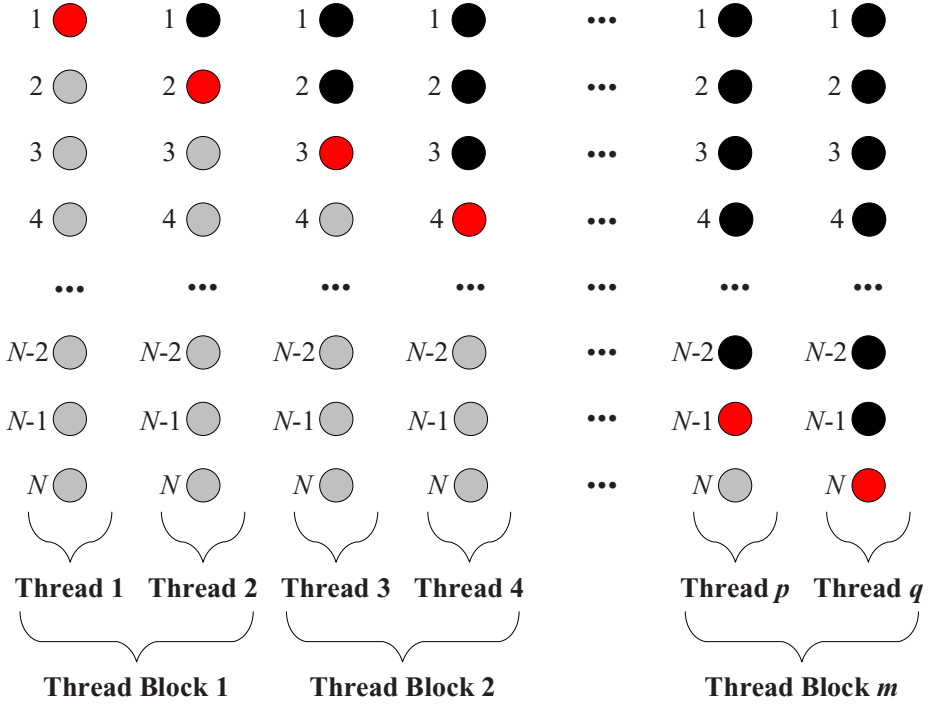 1 1 1 1 ••• 1 1
2 2 2 2 ••• 2 2
3 3 3 3 ••• 3 3
4 4 4 4 ••• 4 4
••• ••• ••• ••• ••• ••• •••
N-2 N-2 N-2 N-2 ••• N-2 N-2
N-1 N-1 N-1 N-1 ••• N-1 N-1
N N N N ••• N N
Thread 1 Thread 2 Thread 3 Thread 4 Thread p Thread q
Thread Block 1 Thread Block 2 Thread Block m